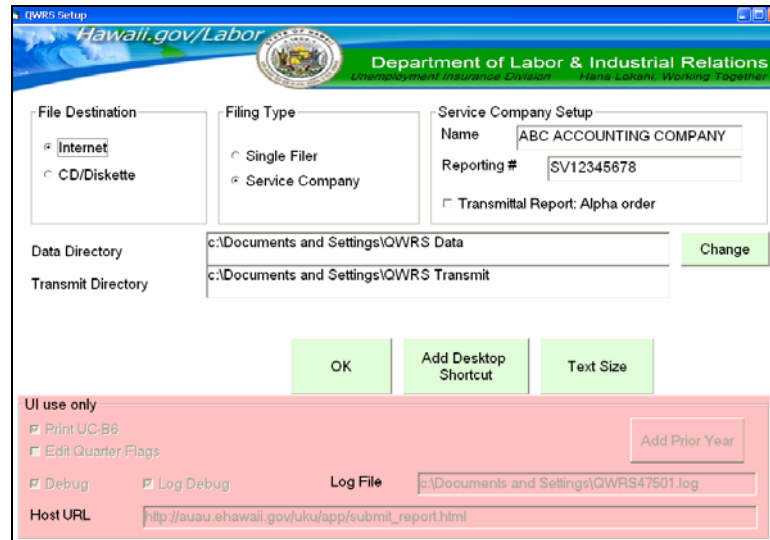 QWRS Setup
Hawaii.gov/Labor
Department of Labor & Industrial Relations
Unemployment Insurance Division Hana Lokahi, Working Together
File Destination
Internet
CD/Diskette
Filing Type
Single Filer
Service Company
Service Company Setup
Name ABC ACCOUNTING COMPANY
Reporting # SV12345678
Transmittal Report: Alpha order
Data Directory c:\Documents and Settings\QWRS Data
Change
Transmit Directory c:\Documents and Settings\QWRS Transmit
OK
Add Desktop
Shortcut
Text Size
UI use only
Print UC-B6
Edit Quarter Flags
Add Prior Year
Debug Log Debug Log File c:\Documents and Settings\QWRS47501.log
Host URL http://auau.ehawaii.gov/uku/app/submit_report.html